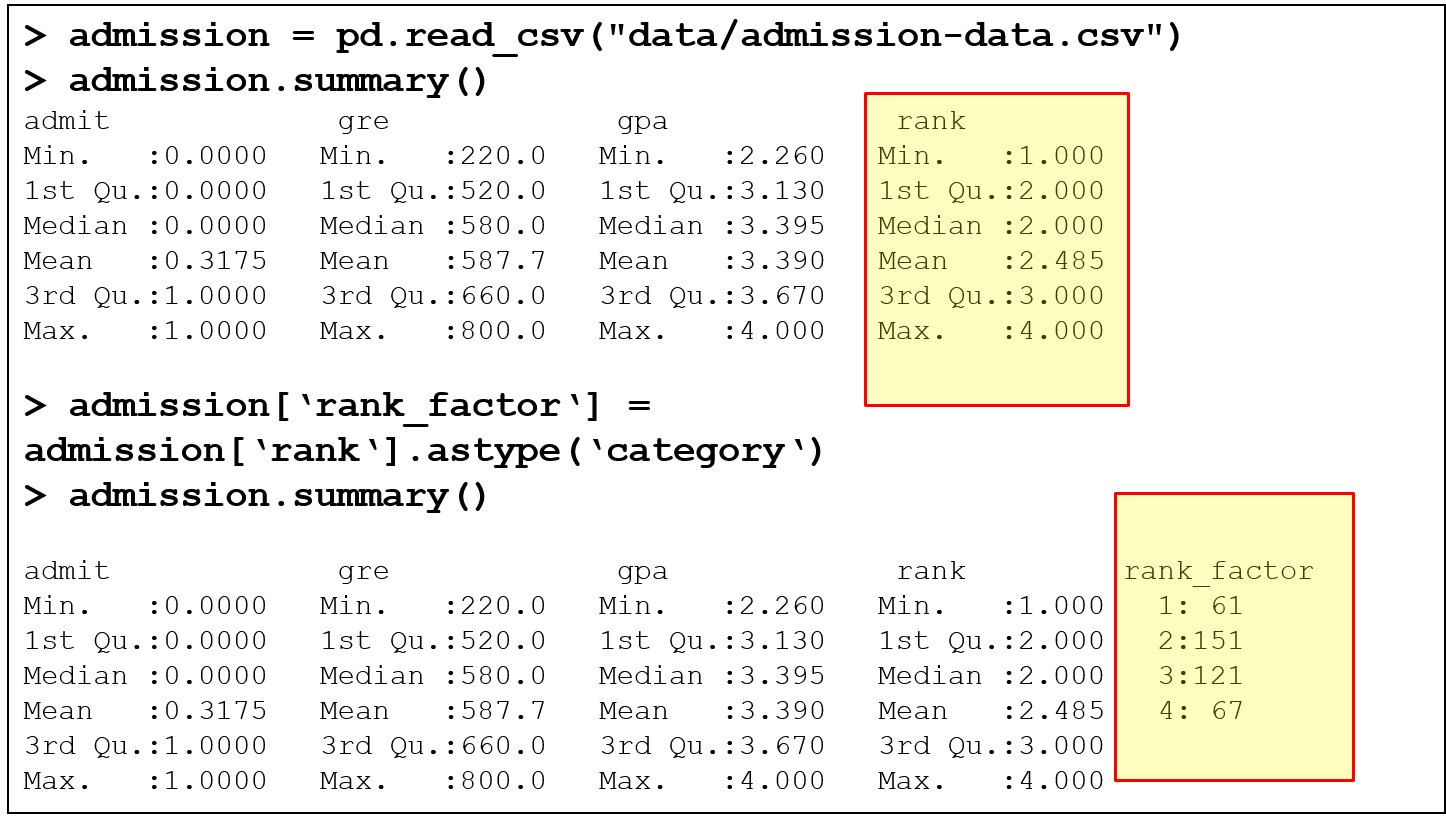 > admission = pd.read_csv("data/admission-data.csv")
> admission.summary()
admit gre gpa rank
Min. :0.0000 Min. :220.0 Min. :2.260 Min. :1.000
1st Qu.:0.0000 1st Qu.:520.0 1st Qu.:3.130 1st Qu.:2.000
Median :0.0000 Median :580.0 Median :3.395 Median :2.000
Mean :0.3175 Mean :587.7 Mean :3.390 Mean :2.485
3rd Qu.:1.0000 3rd Qu.:660.0 3rd Qu.:3.670 3rd Qu.:3.000
Max. :1.0000 Max. :800.0 Max. :4.000 Max. :4.000
> admission[‘rank_factor‘] =
admission[‘rank‘].astype(‘category‘)
> admission.summary()
admit gre gpa rank rank_factor
Min. :0.0000 Min. :220.0 Min. :2.260 Min. :1.000 1: 61
1st Qu.:0.0000 1st Qu.:520.0 1st Qu.:3.130 1st Qu.:2.000 2:151
Median :0.0000 Median :580.0 Median :3.395 Median :2.000 3:121
Mean :0.3175 Mean :587.7 Mean :3.390 Mean :2.485 4: 67
3rd Qu.:1.0000 3rd Qu.:660.0 3rd Qu.:3.670 3rd Qu.:3.000
Max. :1.0000 Max. :800.0 Max. :4.000 Max. :4.000